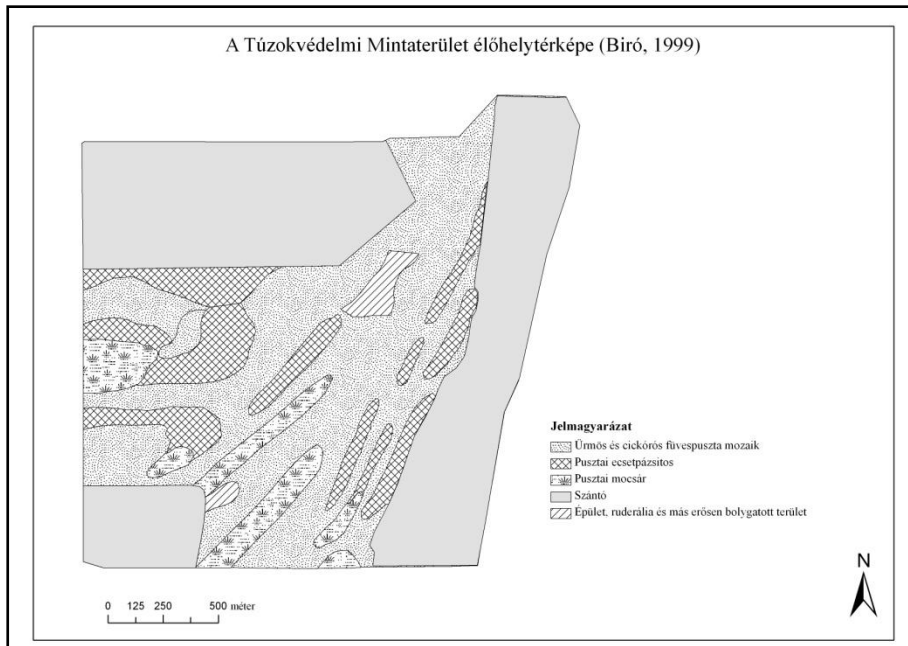 A Túzokvédelmi Mintaterület élőhelytérképe (Biró, 1999)
Jelmagyarázat
Ürmös és cickórós füvespuszta mozaik
Pusztai ecsetpázsitos
Pusztai mocsár
Szántó
Épület, ruderália és más erősen bolygatott terület
N
0 125 250 500 méter